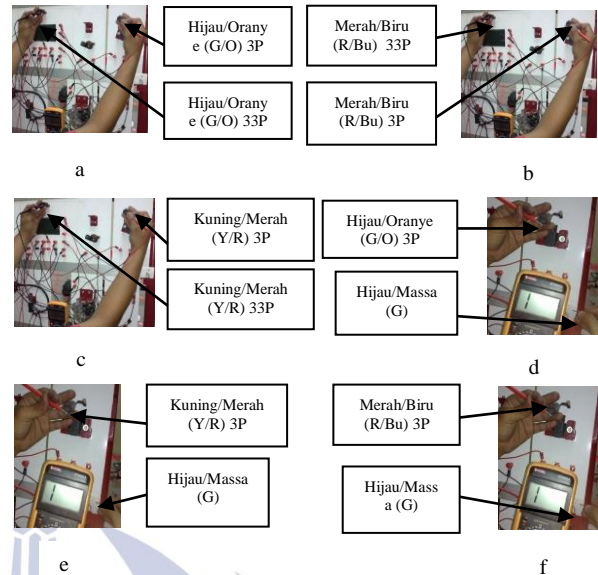 Hijau/Orany
e (G/O) 3P
Hijau/Orany
e (G/O) 33P
a
Merah/Biru
(R/Bu) 33P
Merah/Biru
(R/Bu) 3P
b
Kuning/Merah
(Y/R) 3P
Kuning/Merah
(Y/R) 33P
c
Hijau/Oranye
(G/O) 3P
Hijau/Massa
(G)
d
Kuning/Merah
(Y/R) 3P
Hijau/Massa
(G)
e
Merah/Biru
(R/Bu) 3P
Hijau/Mass
a (G)
f